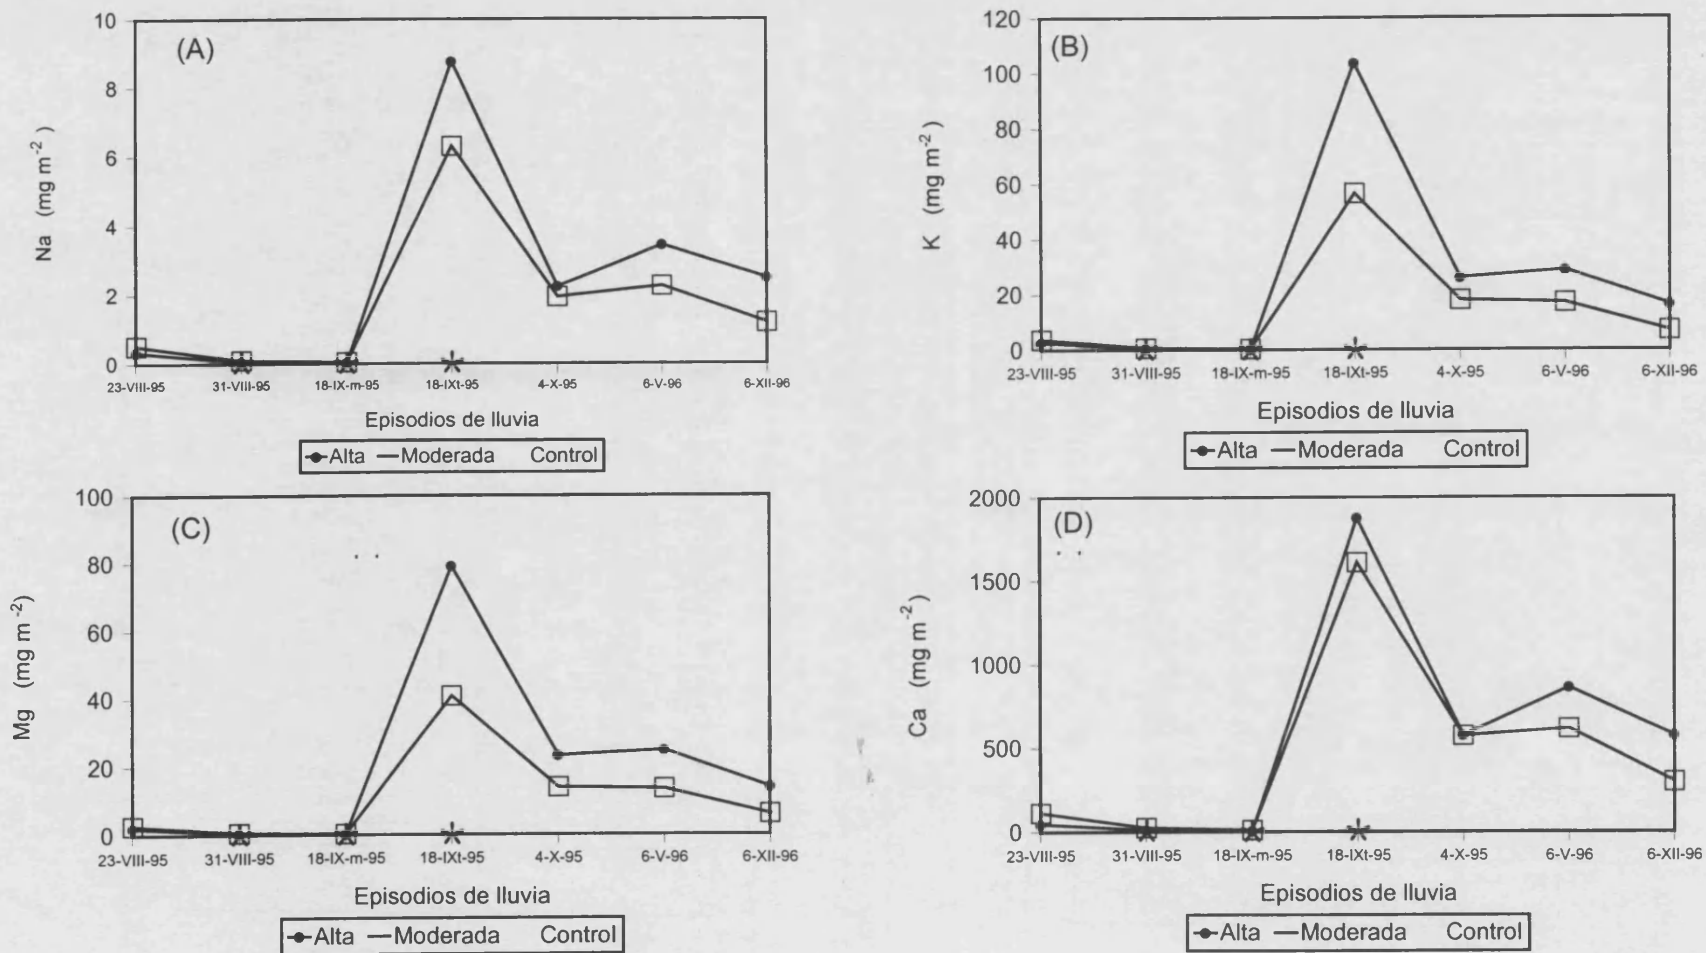 (A)
Na (mg m-2)
10
8
6
4
2
0
23-VIII-95 31-VIII-95 18-IX-m-95 18-IXt-95 4-X-95 6-V-96 6-XII-96
Episodios de lluvia
Alta Moderada Control
(B)
K (mg m-2)
120
100
80
60
40
20
0
23-VIII-95 31-VIII-95 18-IX-m-95 18-IXt-95 4-X-95 6-V-96 6-XII-96
Episodios de lluvia
Alta Moderada Control
(C)
Mg (mg m-2)
100
80
60
40
20
0
23-VIII-95 31-VIII-95 18-IX-m-95 18-IXt-95 4-X-95 6-V-96 6-XII-96
Episodios de lluvia
Alta Moderada Control
(D)
Ca (mg m-2)
2000
1500
1000
500
0
23-VIII-95 31-VIII-95 18-IX-m-95 18-IXt-95 4-X-95 6-V-96 6-XII-96
Episodios de lluvia
Alta Moderada Control